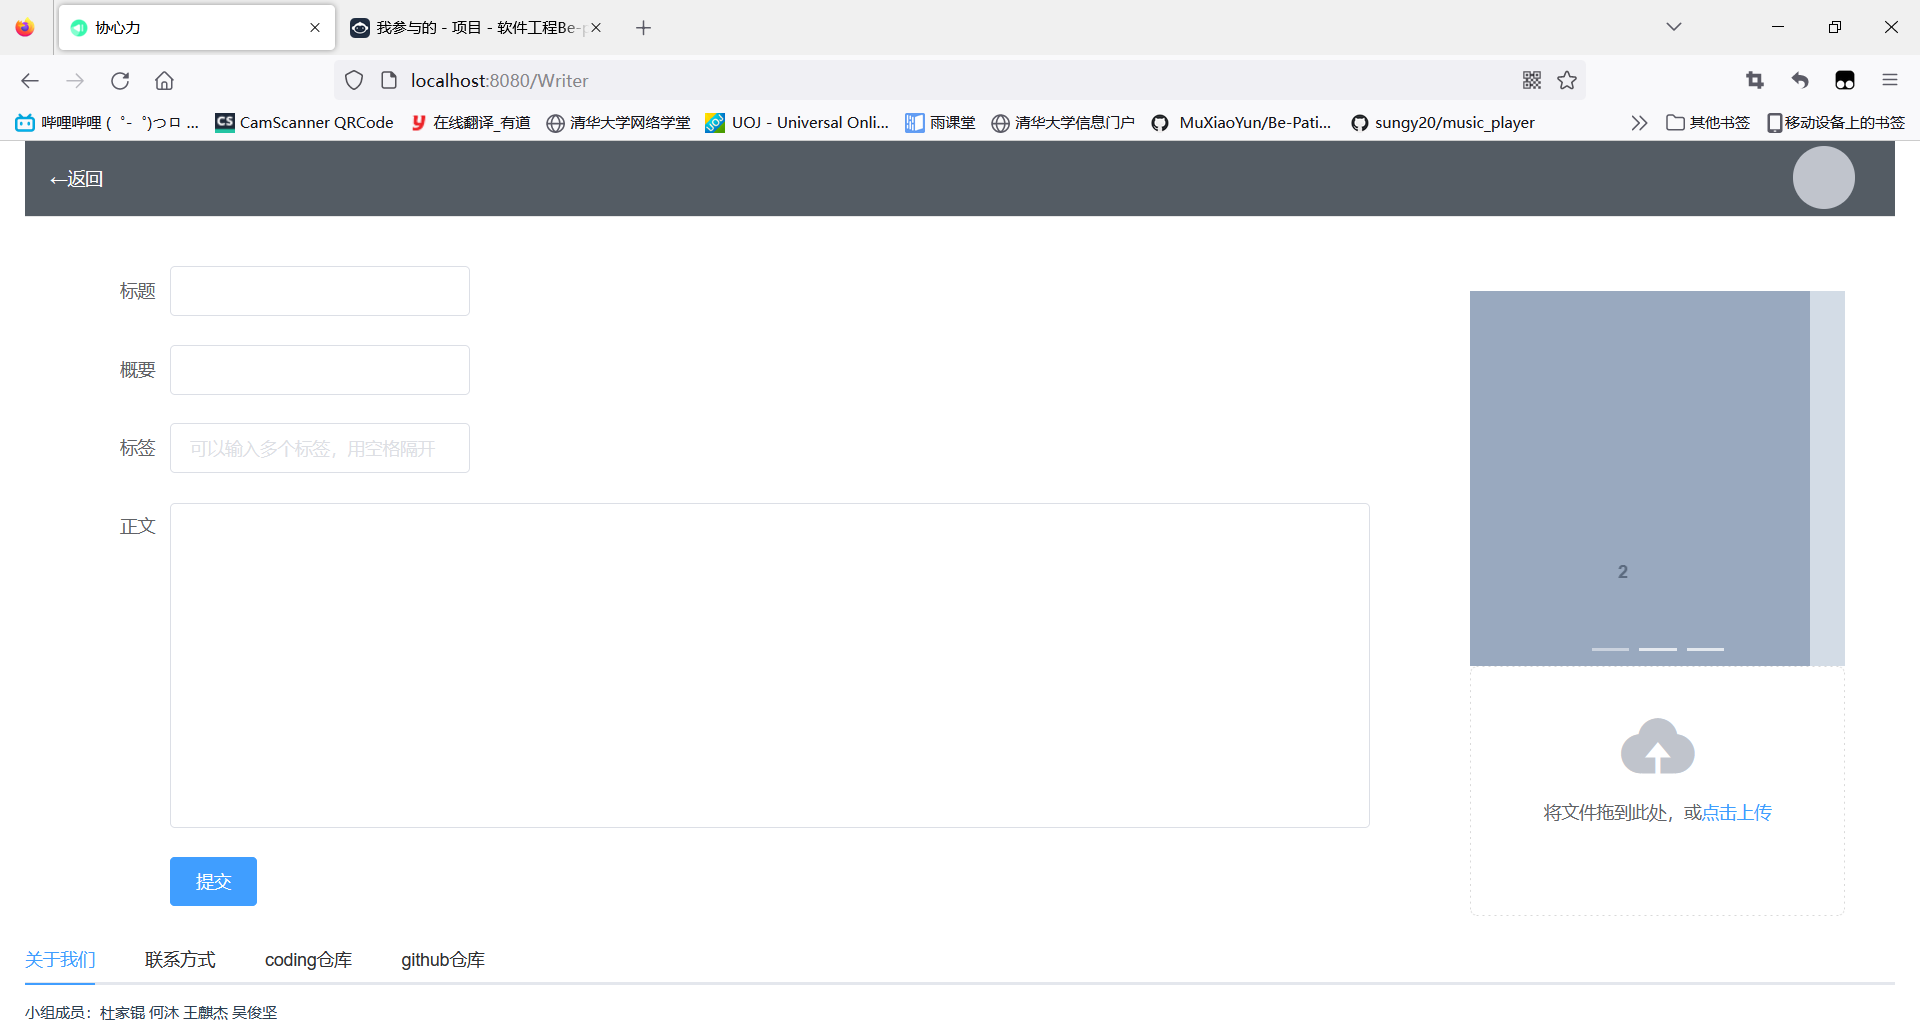 协心力
我参与的 - 项目 - 软件工程Be-p
localhost:8080/Writer
哔哩哔哩 ( ゜- ゜)つロ ...
CamScanner QRCode
在线翻译_有道
清华大学网络学堂
UOJ - Universal Onli...
雨课堂
清华大学信息门户
MuXiaoYun/Be-Pati...
sungy20/music_player
其他书签
移动设备上的书签
←返回
标题
概要
标签
可以输入多个标签，用空格隔开
正文
2
将文件拖到此处，或点击上传
提交
关于我们
联系方式
coding仓库
github仓库
小组成员：杜家锟 何沐 王麒杰 吴俊坚